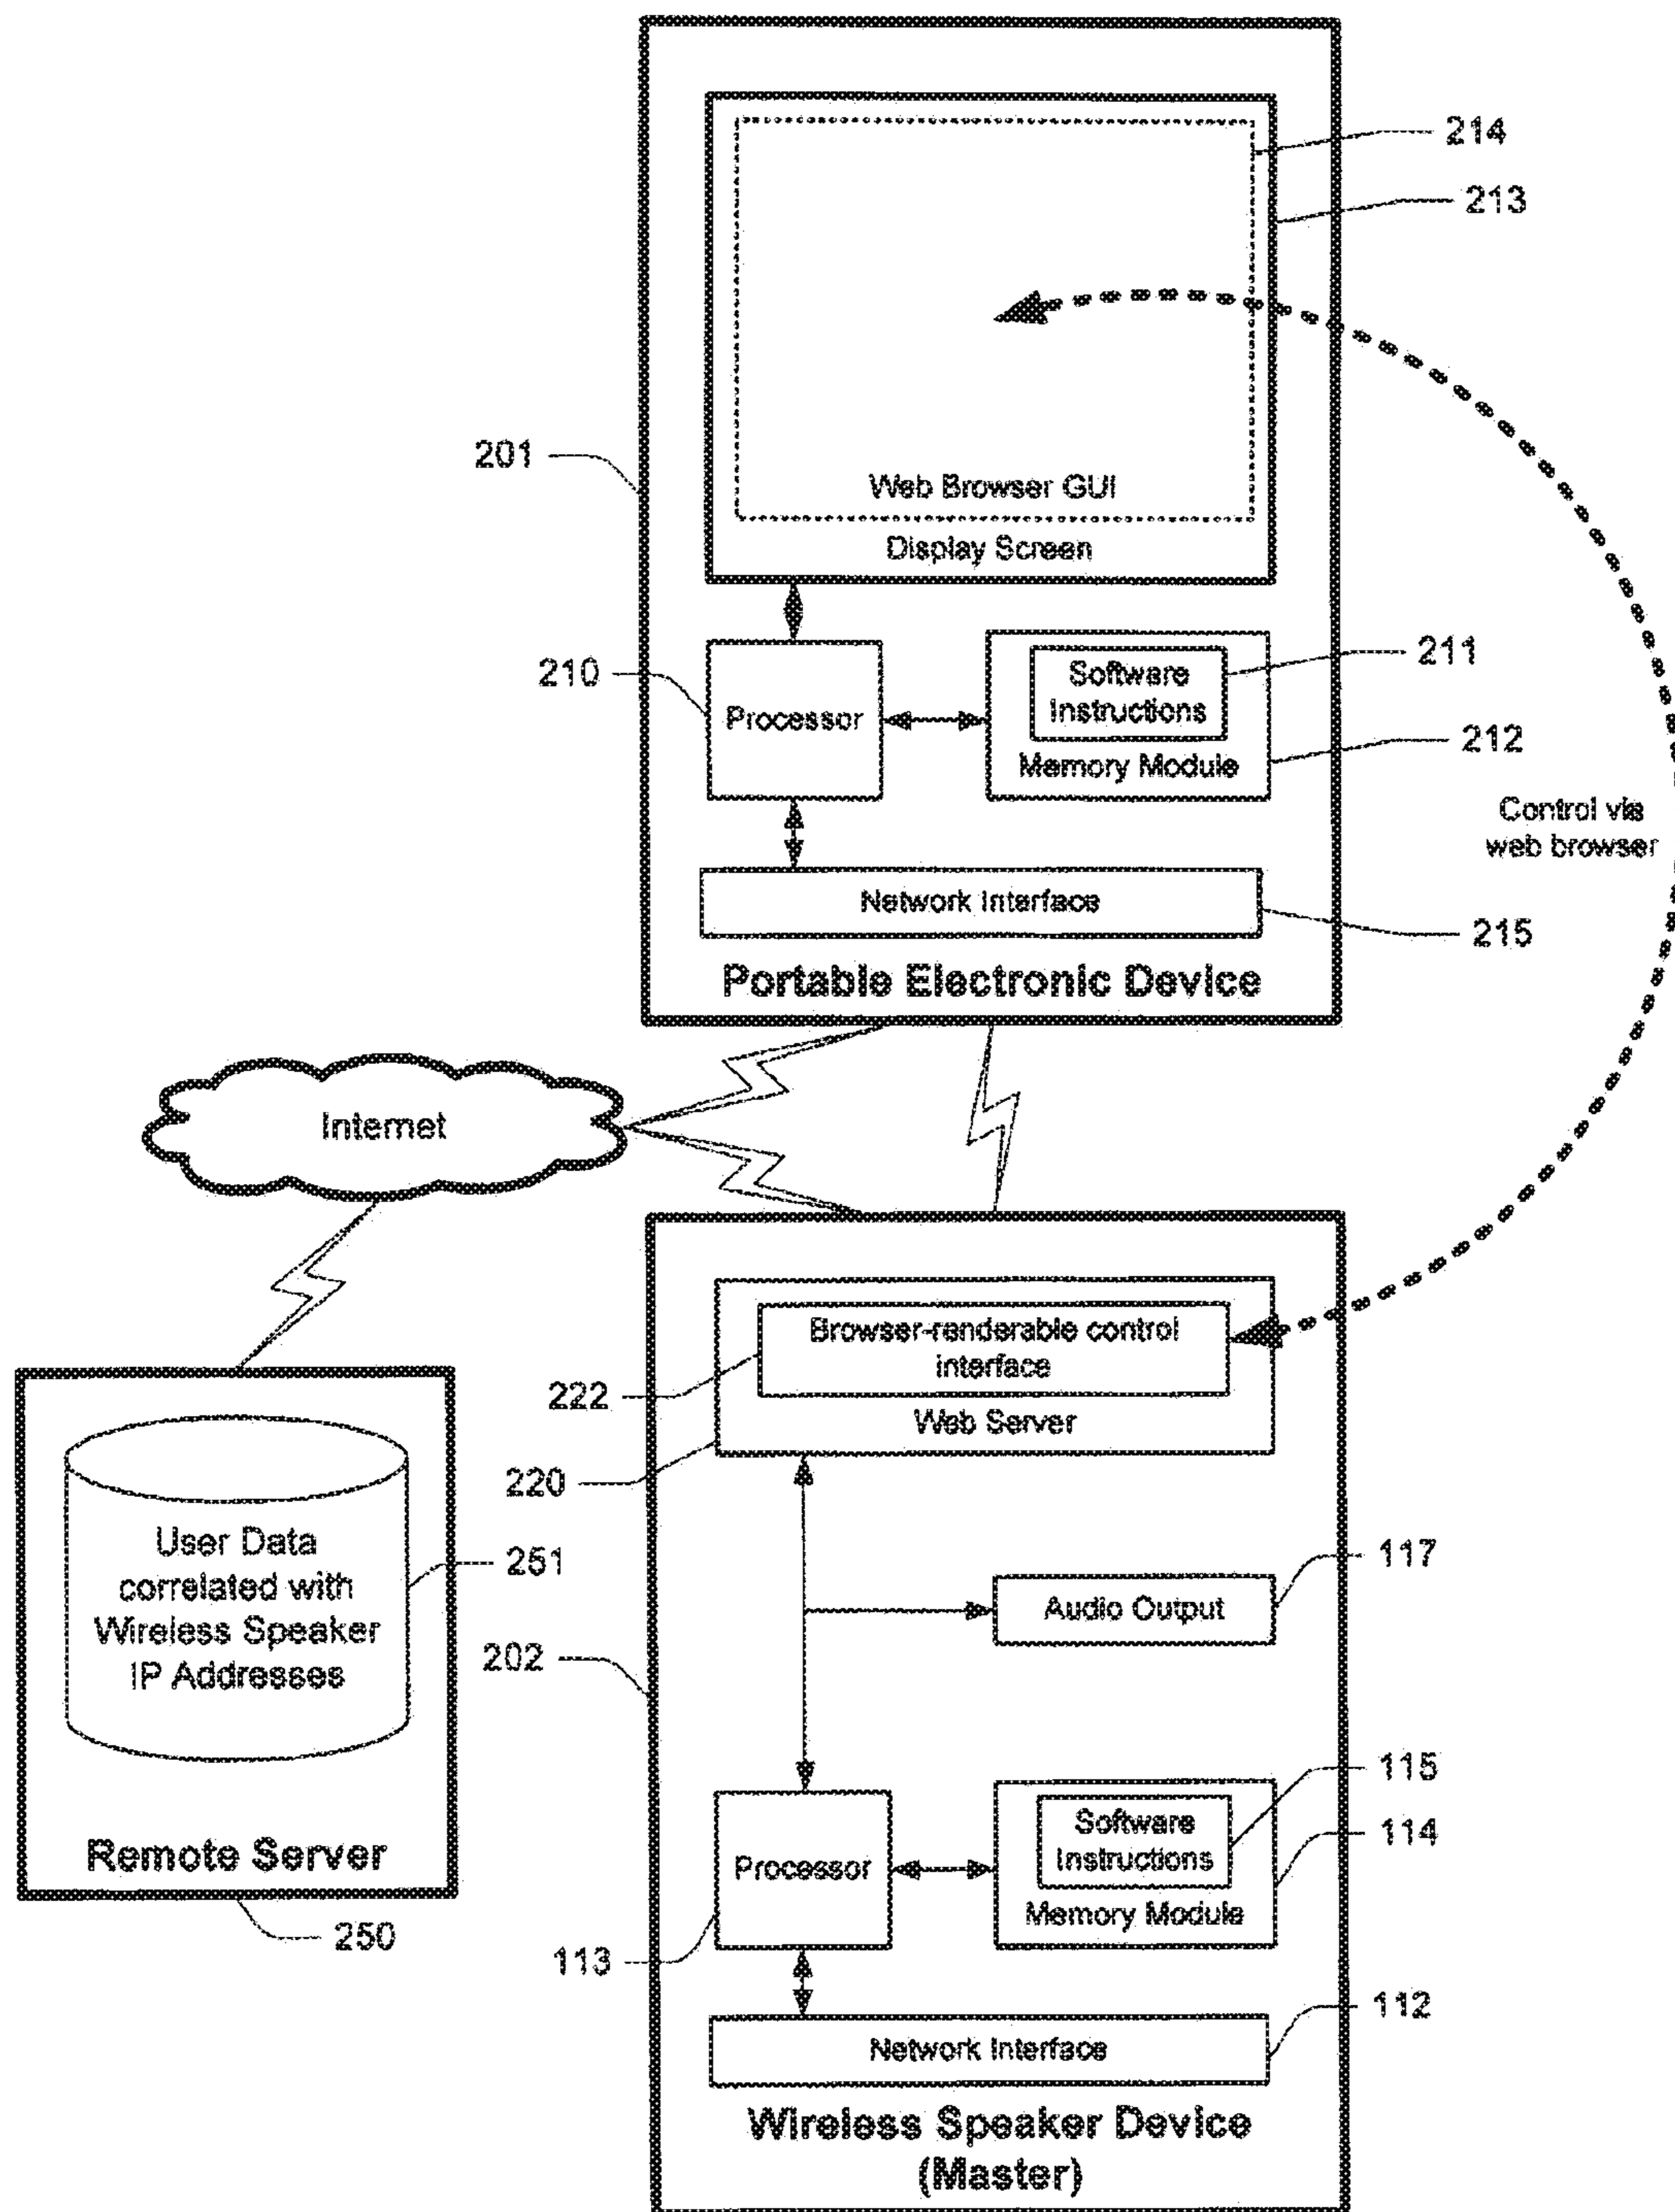 214
213
201
Web Browser GUI
Display Screen
210
Processor
Software
Instructions
Memory Module
211
212
Control via
web browser
Network Interface
215
Portable Electronic Device
Internet
Browser-renderable control
interface
222
Web Server
220
User Data
correlated with
Wireless Speaker
IP Addresses
251
117
Audio Output
202
115
Software
Instructions
114
Remote Server
Processor
Memory Module
250
113
112
Network Interface
Wireless Speaker Device
(Master)